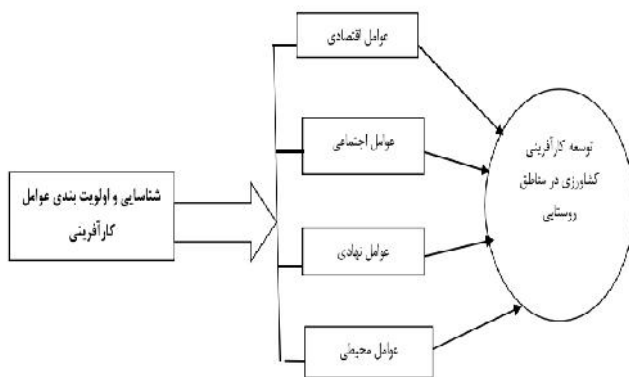 عوامل اقتصادی
عوامل اجتماعی
شناسایی و اولویت بندی عوامل
کارآفرینی
عوامل نهادی
عوامل محیطی
توسعه کارآفرینی
کشاورزی در مناطق
روستایی